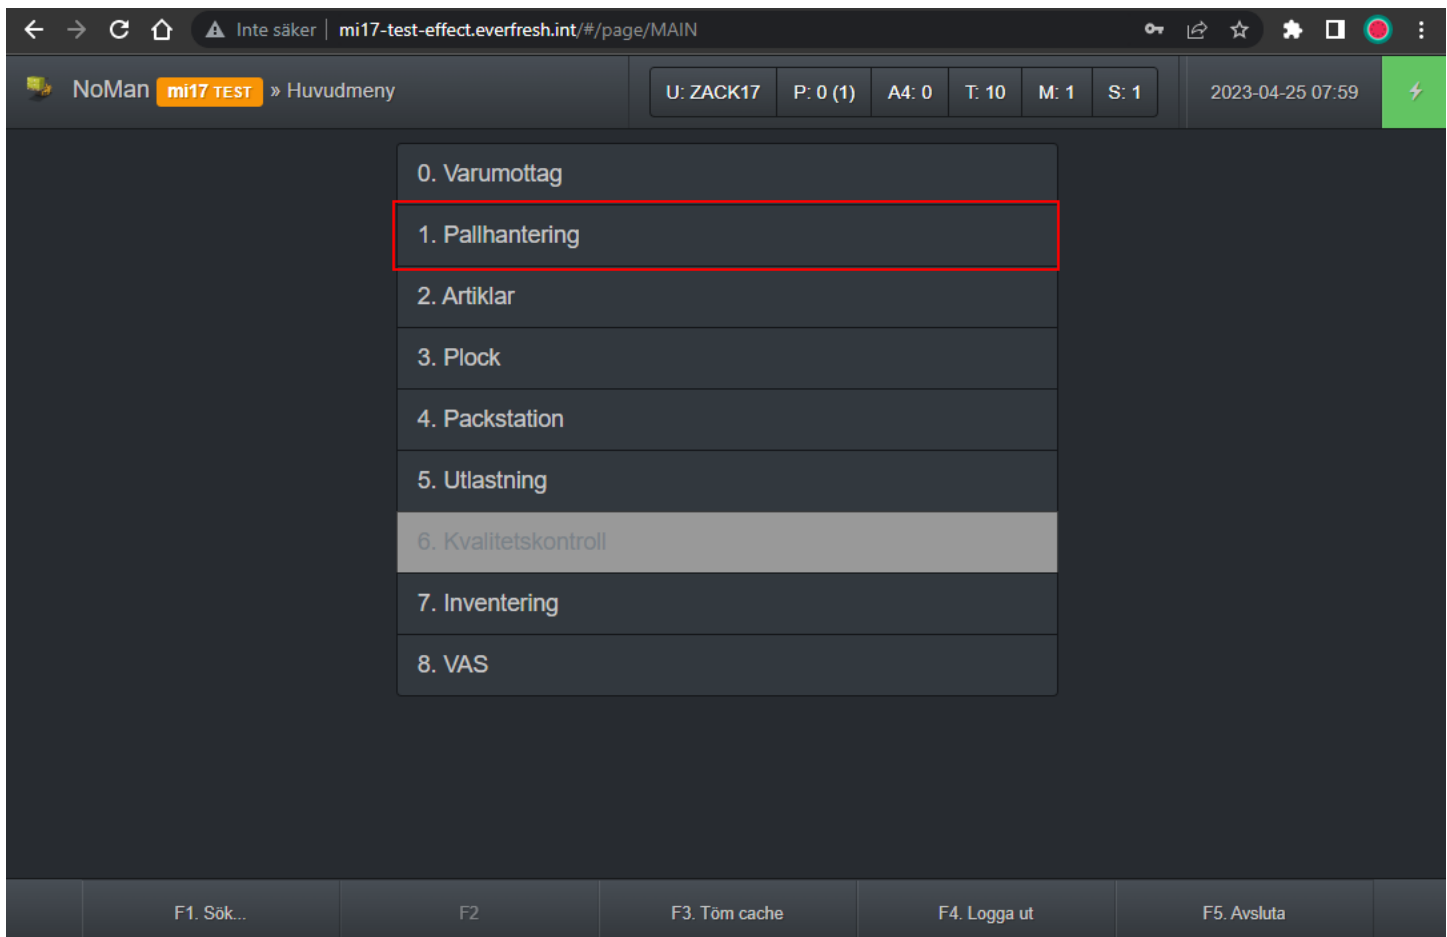 Inte säker | mi17-test-effect.everfresh.int/#/page/MAIN
NoMan mi17 TEST » Huvudmeny U: ZACK17 P: 0 (1) A4: 0 T: 10 M: 1 S: 1 2023-04-25 07:59
0. Varumottag
1. Pallhantering
2. Artiklar
3. Plock
4. Packstation
5. Utlastning
6. Kvalitetskontroll
7. Inventering
8. VAS
F1. Sök... F2 F3. Töm cache F4. Logga ut F5. Avsluta